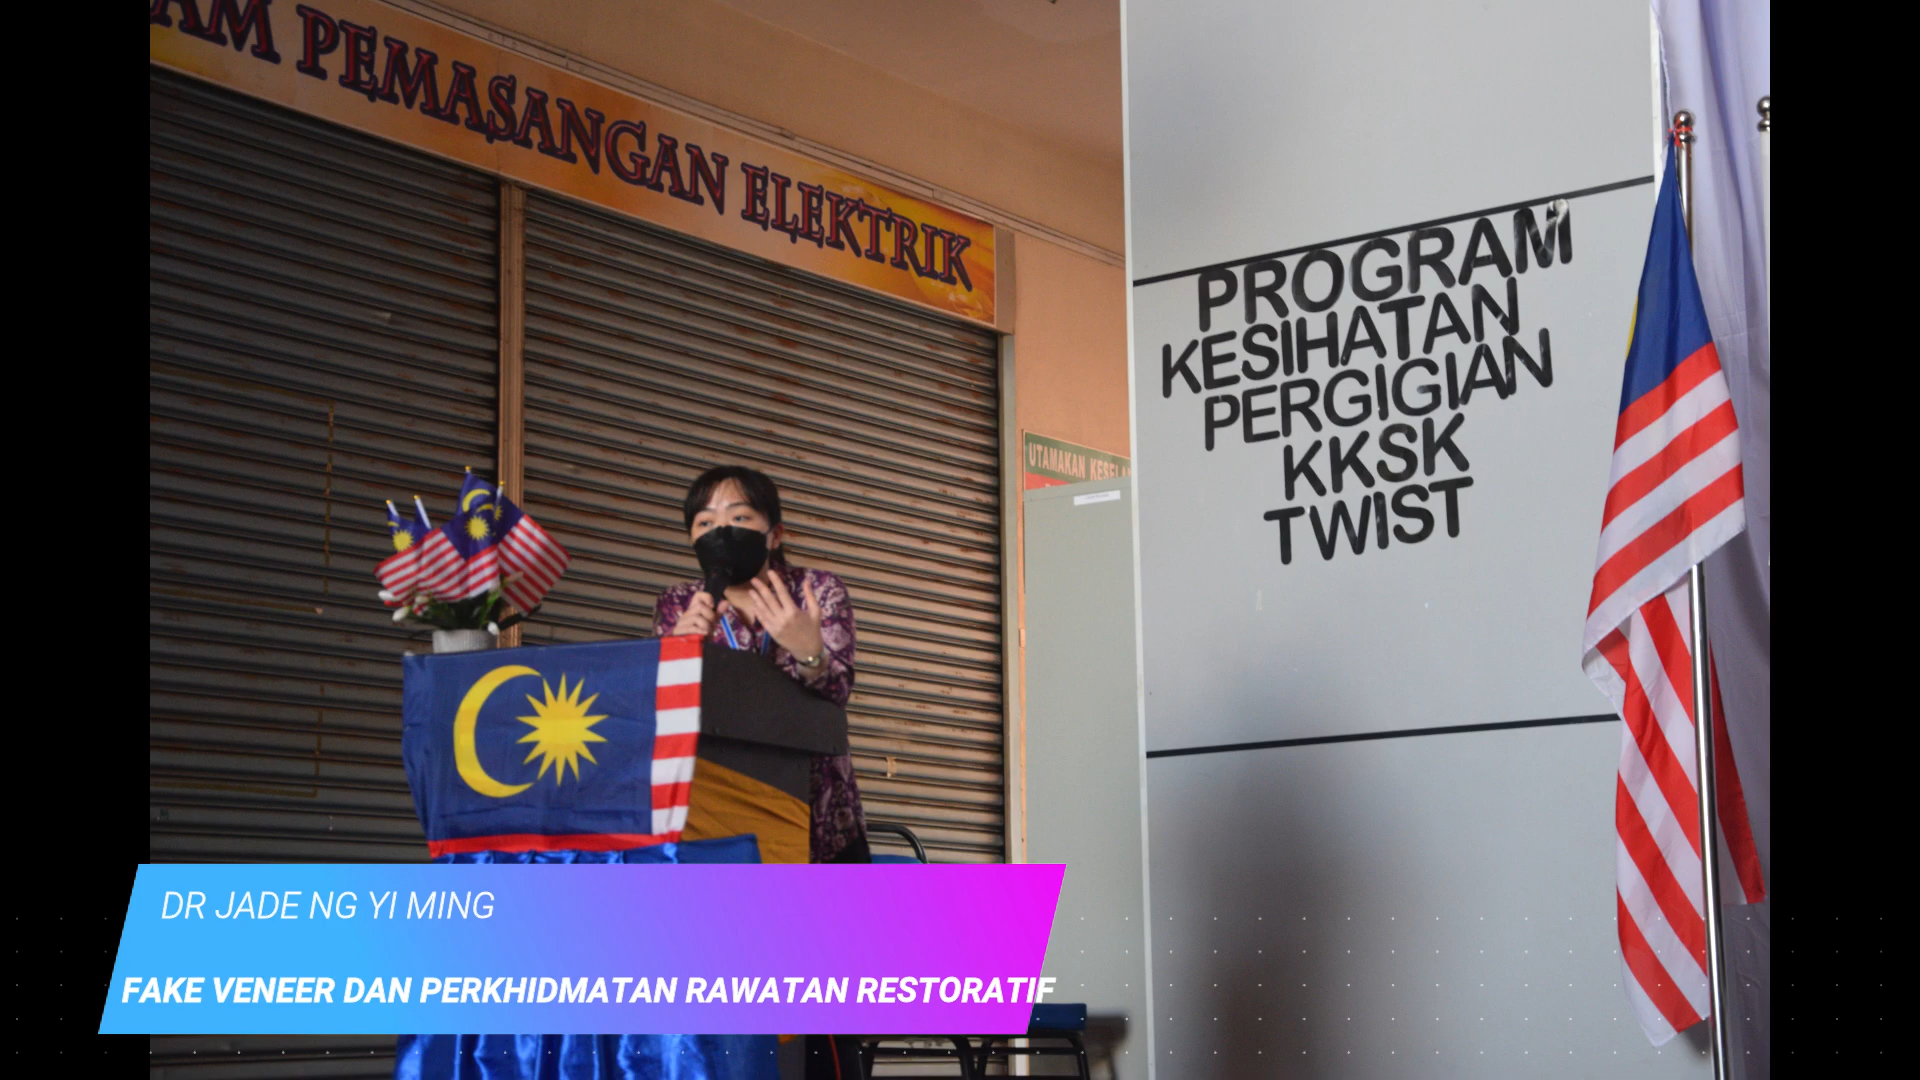 PEMASANGAN ELEKTRIK
PROGRAM
KESIHATAN
PERGIGIAN
KKSK
TWIST
UTAMAKAN
DR JADE NG YI MING
FAKE VENEER DAN PERKHIDMATAN RAWATAN RESTORATIF